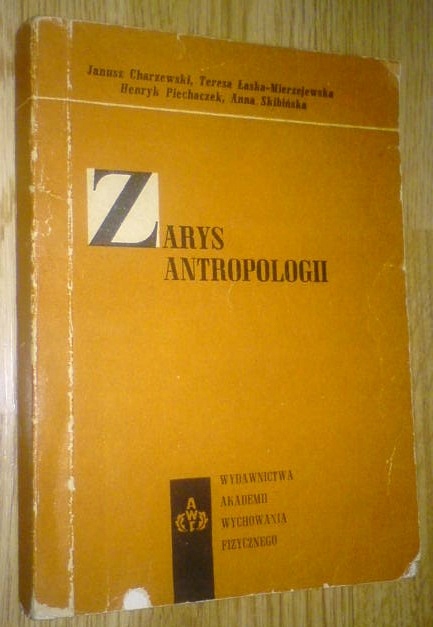 Janusz Charzewski, Teresa Łaska-Mierzejewska
Henryk Piechaczek, Anna Skibińska
ZARYS
ANTROPOLOGII
WYDAWNICTWA
AKADEMII
WYCHOWANIA
FIZYCZNEGO
AWF